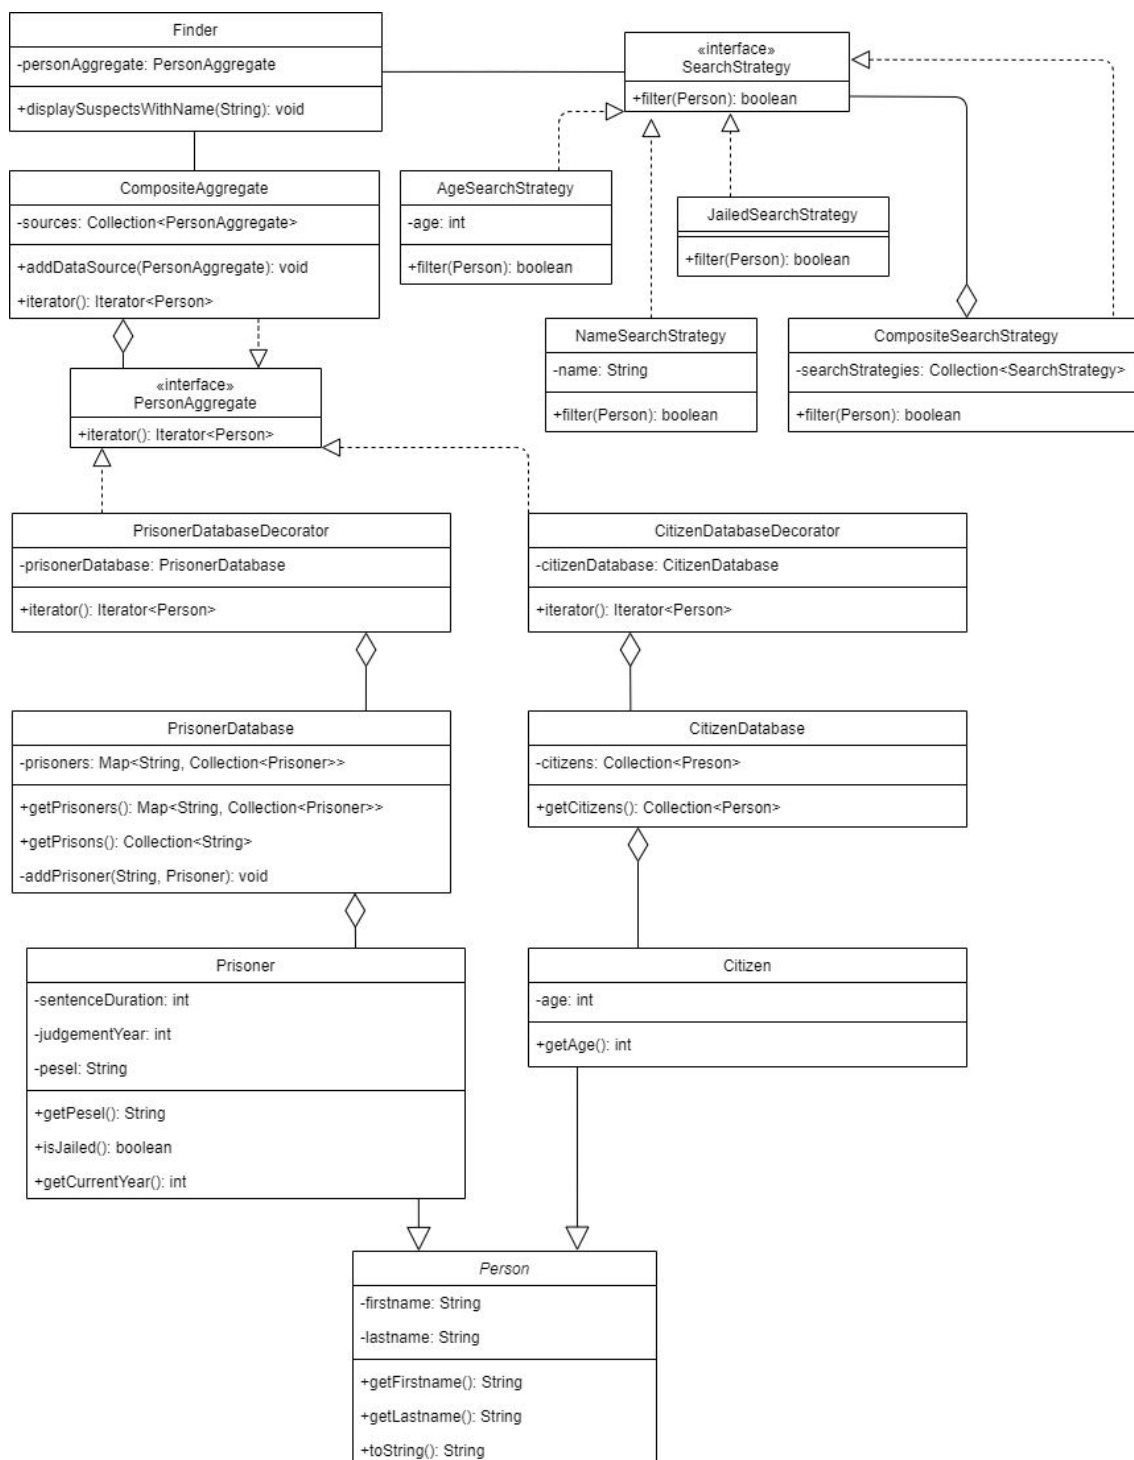 Finder
-personAggregate: PersonAggregate
+displaySuspectsWithName(String): void
«interface»
SearchStrategy
+filter(Person): boolean
CompositeAggregate
-sources: Collection<PersonAggregate>
+addDataSource(PersonAggregate): void
+iterator(): Iterator<Person>
AgeSearchStrategy
-age: int
+filter(Person): boolean
JailedSearchStrategy
+filter(Person): boolean
NameSearchStrategy
-name: String
+filter(Person): boolean
CompositeSearchStrategy
-searchStrategies: Collection<SearchStrategy>
+filter(Person): boolean
«interface»
PersonAggregate
+iterator(): Iterator<Person>
PrisonerDatabaseDecorator
-prisonerDatabase: PrisonerDatabase
+iterator(): Iterator<Person>
CitizenDatabaseDecorator
-citizenDatabase: CitizenDatabase
+iterator(): Iterator<Person>
PrisonerDatabase
-prisoners: Map<String, Collection<Prisoner>>
+getPrisoners(): Map<String, Collection<Prisoner>>
+getPrisons(): Collection<String>
-addPrisoner(String, Prisoner): void
CitizenDatabase
-citizens: Collection<Preson>
+getCitizens(): Collection<Person>
Prisoner
-sentenceDuration: int
-judgementYear: int
-pesel: String
+getPesel(): String
+isJailed(): boolean
+getCurrentYear(): int
Citizen
-age: int
+getAge(): int
Person
-firstname: String
-lastname: String
+getFirstname(): String
+getLastname(): String
+toString(): String